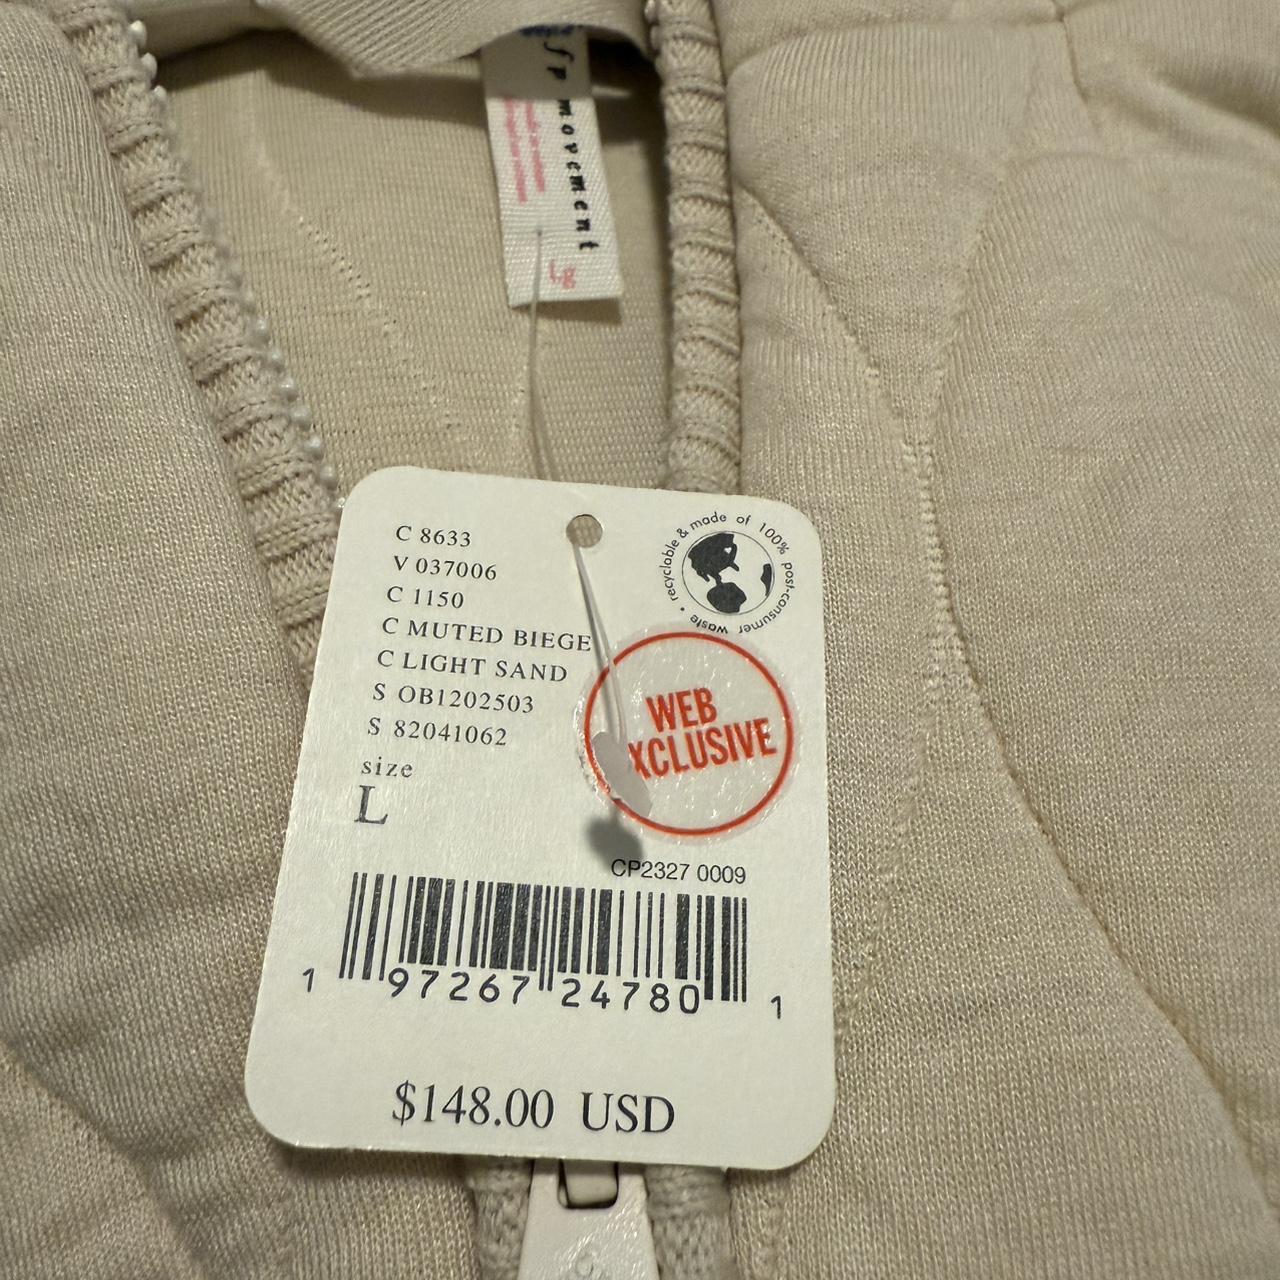 fp movement
Lg
C 8633
V 037006
C 1150
C MUTED BIEGE
C LIGHT SAND
S OB1202503
S 82041062
size
L
recyclable & made of 100% post-consumer waste •
WEB
XCLUSIVE
CP2327 0009
1 97267 24780 1
$148.00 USD